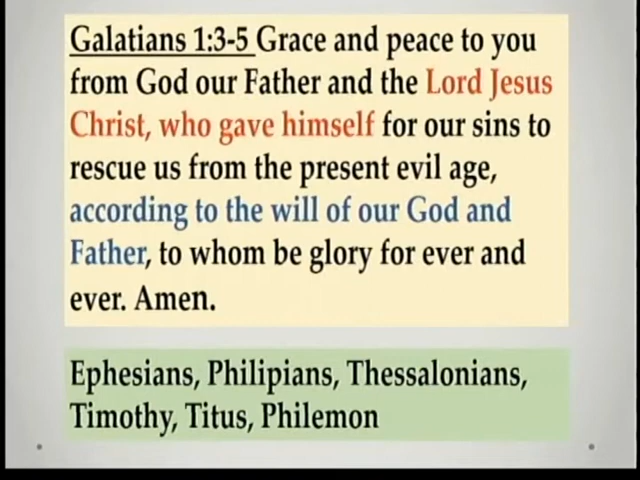 Galatians 1:3-5 Grace and peace to you
from God our Father and the Lord Jesus
Christ, who gave himself for our sins to
rescue us from the present evil age,
according to the will of our God and
Father, to whom be glory for ever and
ever. Amen.
Ephesians, Philipians, Thessalonians,
Timothy, Titus, Philemon